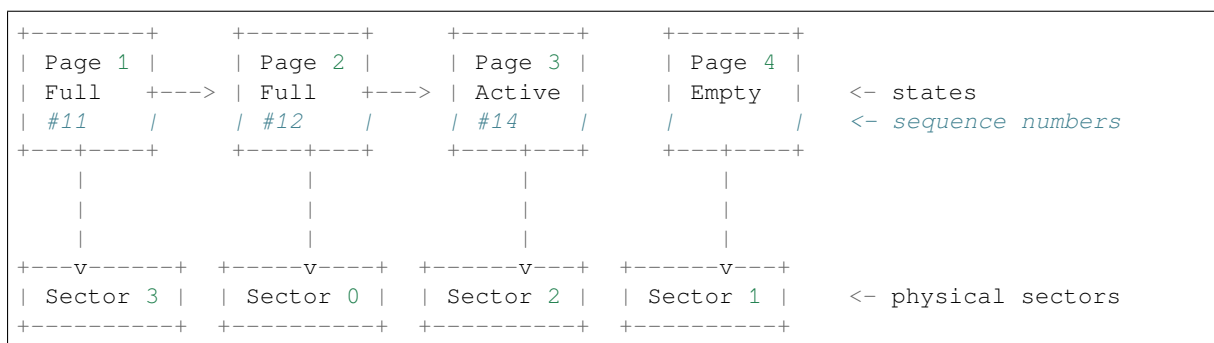 +--------+     +--------+     +--------+     +--------+
| Page 1 |     | Page 2 |     | Page 3 |     | Page 4 |
| Full   +---> | Full   +---> | Active |     | Empty  |   <- states
| #11    |     | #12    |     | #14    |     |        |   <- sequence numbers
+---+----+     +----+---+     +----+---+     +---+----+
    |               |              |             |
    |               |              |             |
    |               |              |             |
+---v------+  +-----v----+  +------v---+  +------v---+
| Sector 3 |  | Sector 0 |  | Sector 2 |  | Sector 1 |    <- physical sectors
+----------+  +----------+  +----------+  +----------+